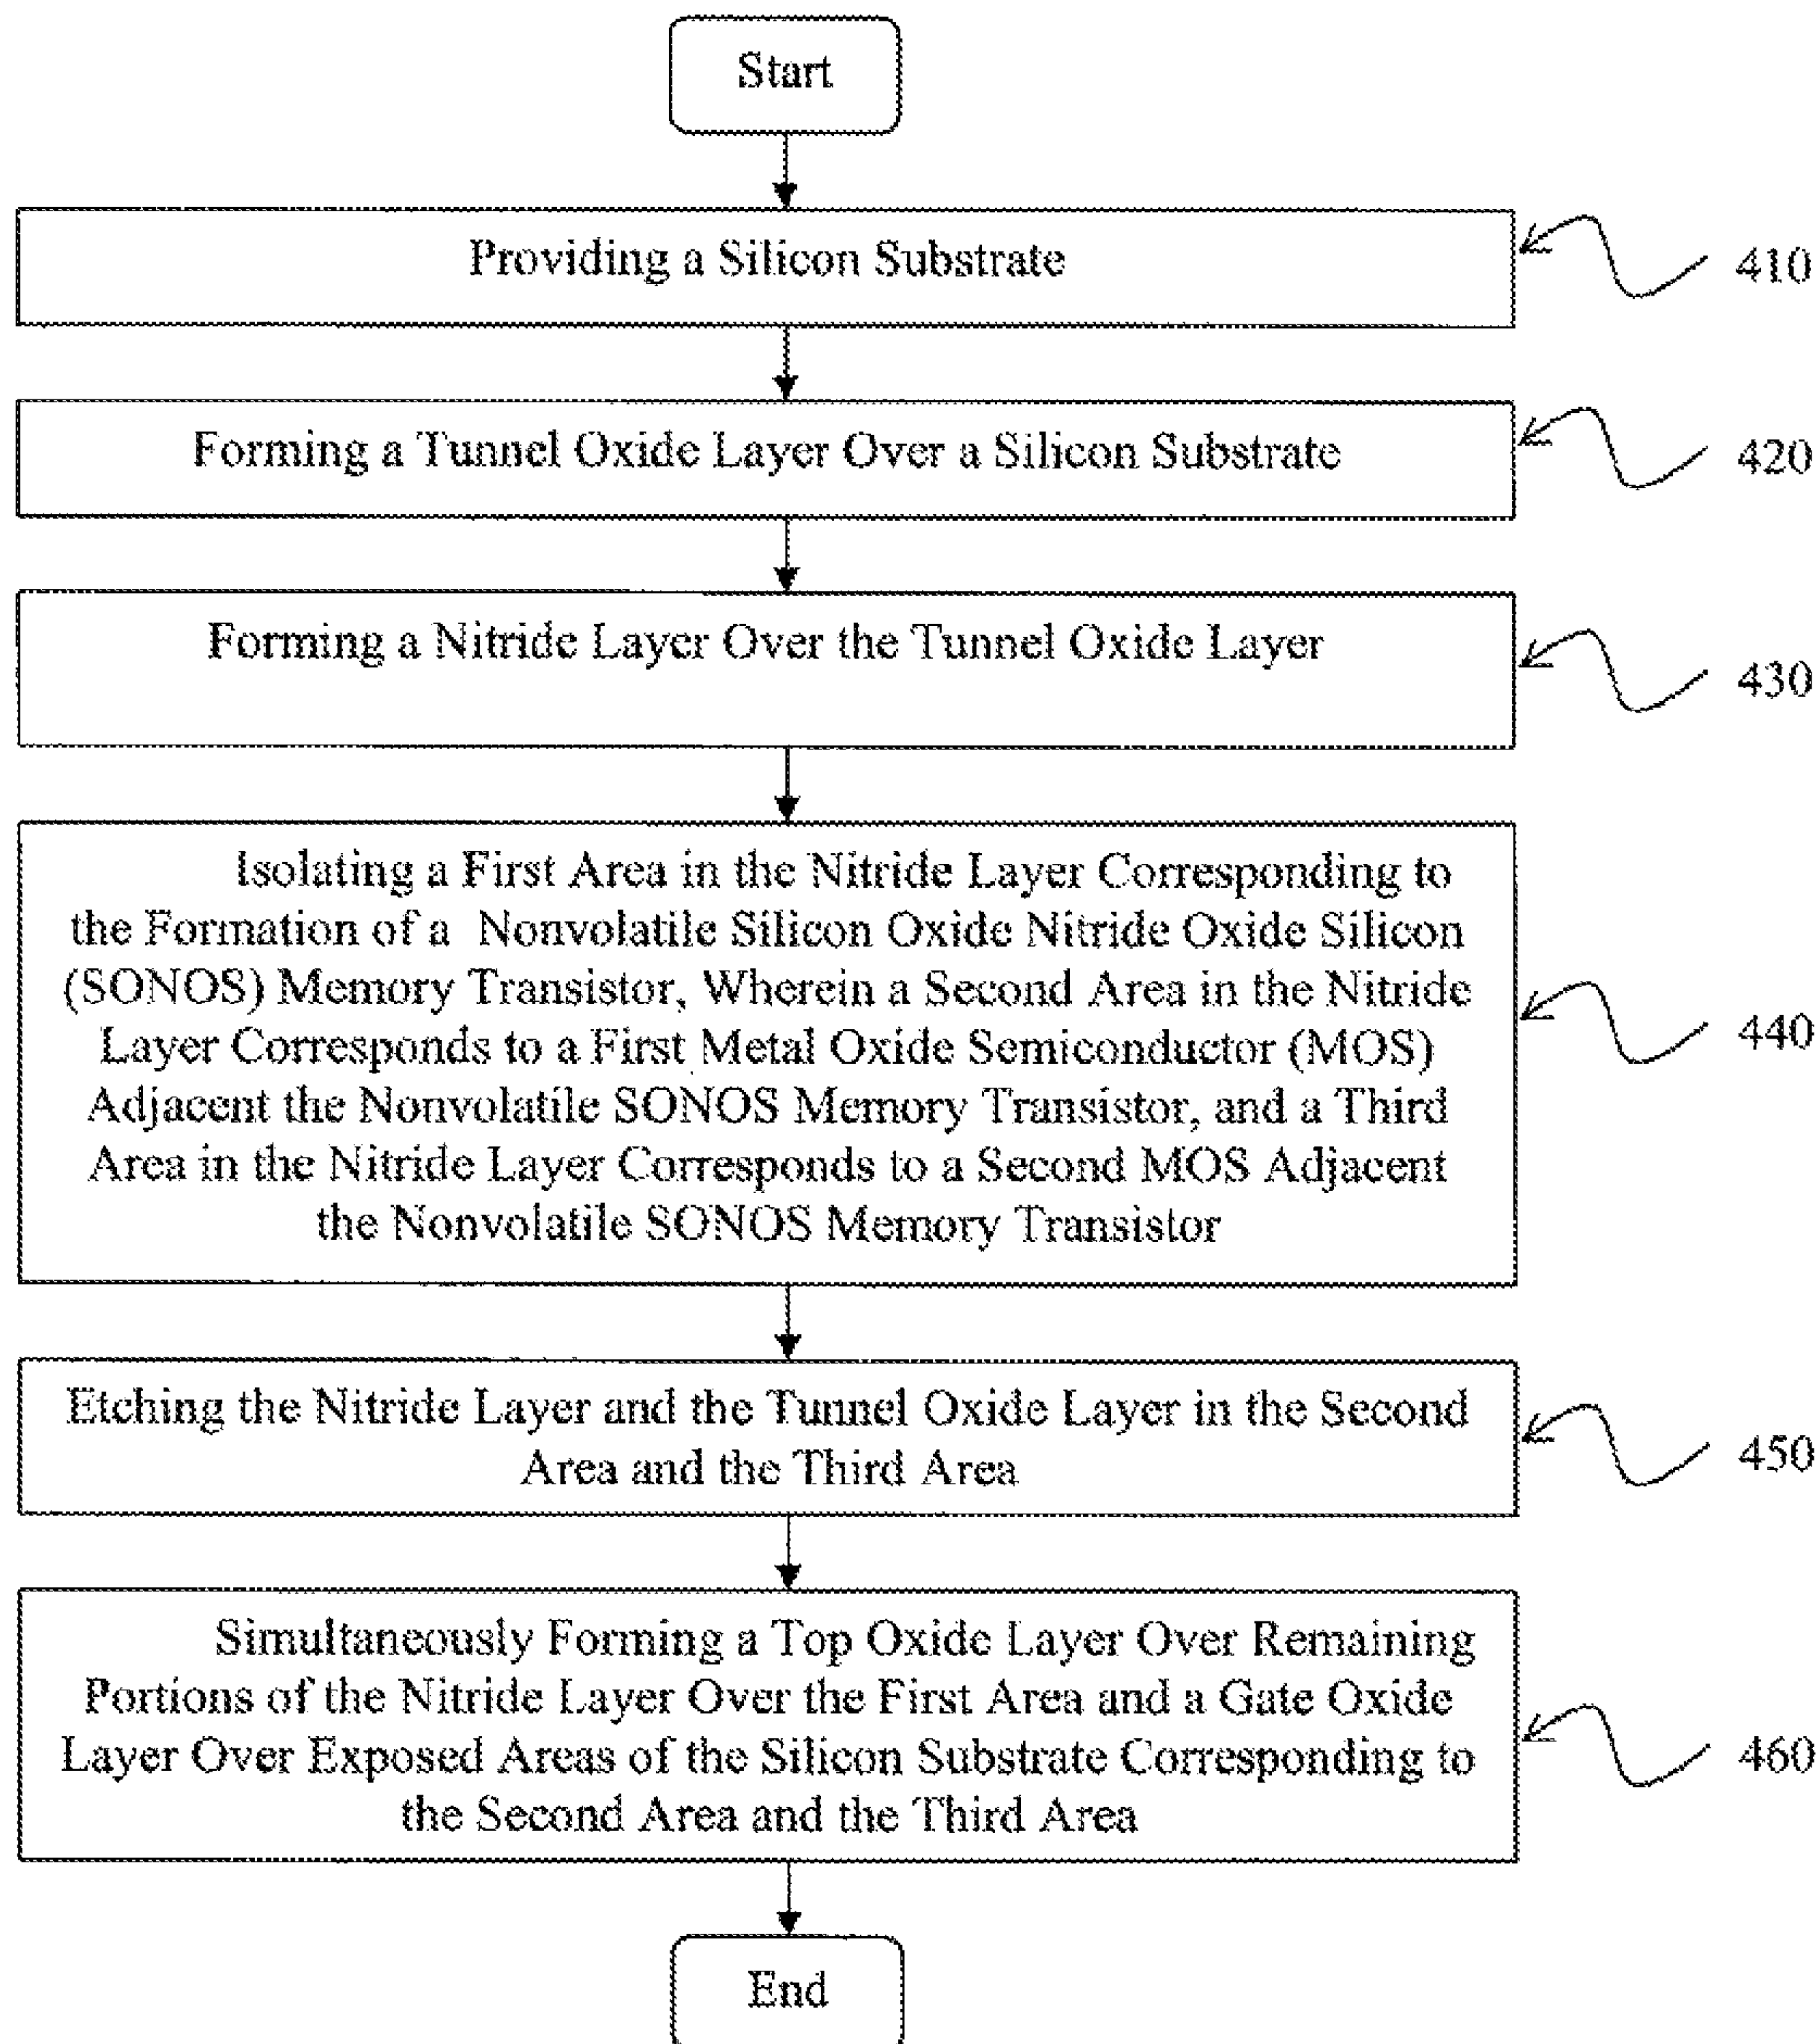 Start
Providing a Silicon Substrate
410
Forming a Tunnel Oxide Layer Over a Silicon Substrate
420
Forming a Nitride Layer Over the Tunnel Oxide Layer
430
Isolating a First Area in the Nitride Layer Corresponding to
the Formation of a Nonvolatile Silicon Oxide Nitride Oxide Silicon
(SONOS) Memory Transistor, Wherein a Second Area in the Nitride
Layer Corresponds to a First Metal Oxide Semiconductor (MOS)
Adjacent the Nonvolatile SONOS Memory Transistor, and a Third
Area in the Nitride Layer Corresponds to a Second MOS Adjacent
the Nonvolatile SONOS Memory Transistor
440
Etching the Nitride Layer and the Tunnel Oxide Layer in the Second
Area and the Third Area
450
Simultaneously Forming a Top Oxide Layer Over Remaining
Portions of the Nitride Layer Over the First Area and a Gate Oxide
Layer Over Exposed Areas of the Silicon Substrate Corresponding to
the Second Area and the Third Area
460
End